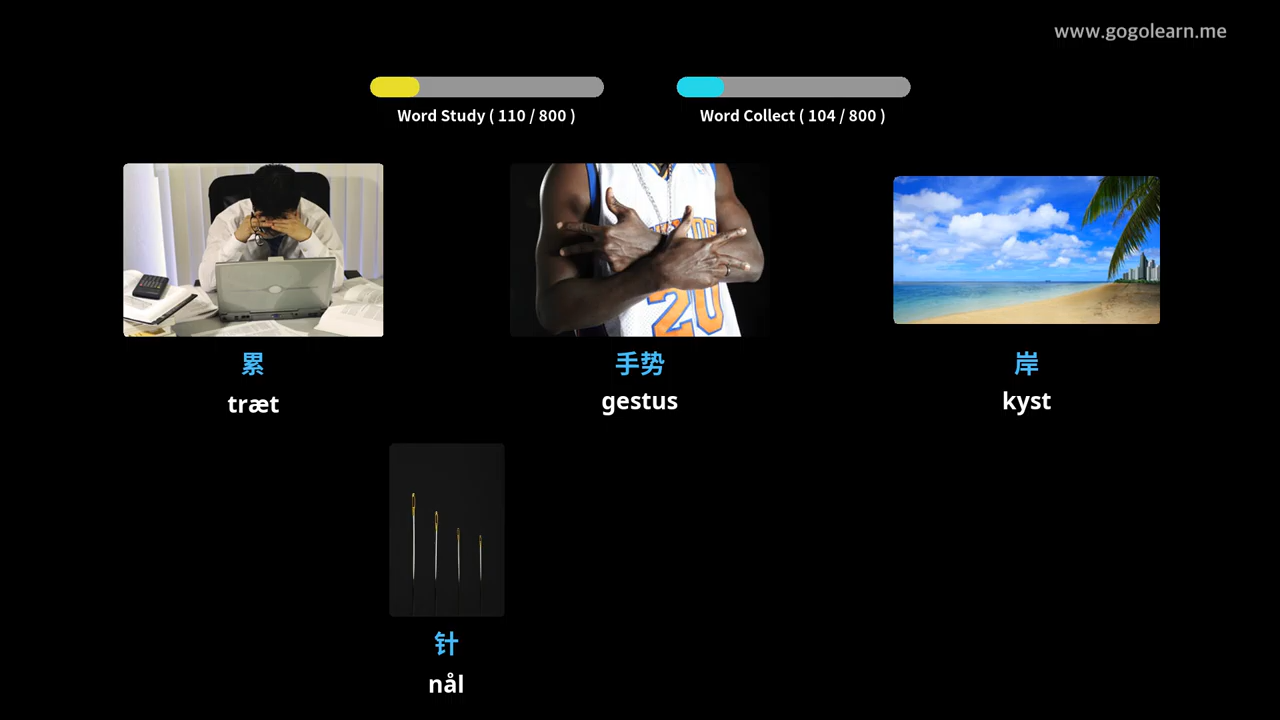 www.gogolearn.me
Word Study ( 110 / 800 )
Word Collect ( 104 / 800 )
累
træt
手势
gestus
岸
kyst
20
针
nål